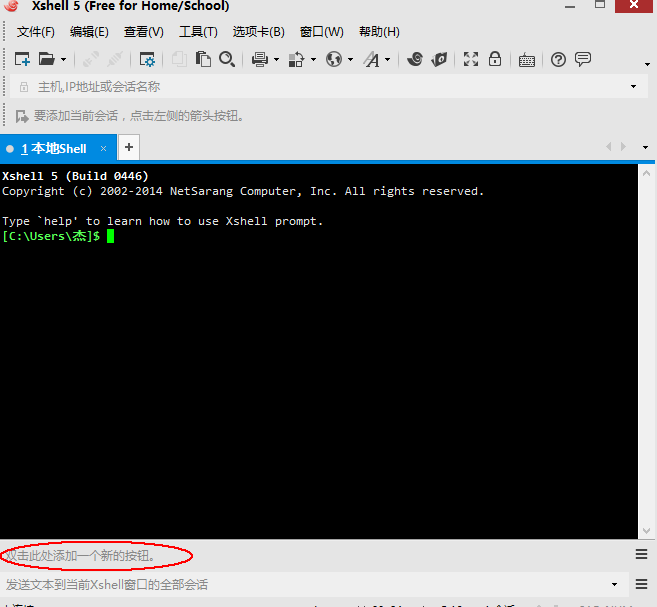 Xshell 5 (Free for Home/School)
文件(F) 编辑(E) 查看(V) 工具(T) 选项卡(B) 窗口(W) 帮助(H)
主机,IP地址或会话名称
要添加当前会话，点击左侧的箭头按钮。
1 本地Shell × +
Xshell 5 (Build 0446)
Copyright (c) 2002-2014 NetSarang Computer, Inc. All rights reserved.
Type `help' to learn how to use Xshell prompt.
[C:\Users\杰]$
双击此处添加一个新的按钮。
发送文本到当前Xshell窗口的全部会话